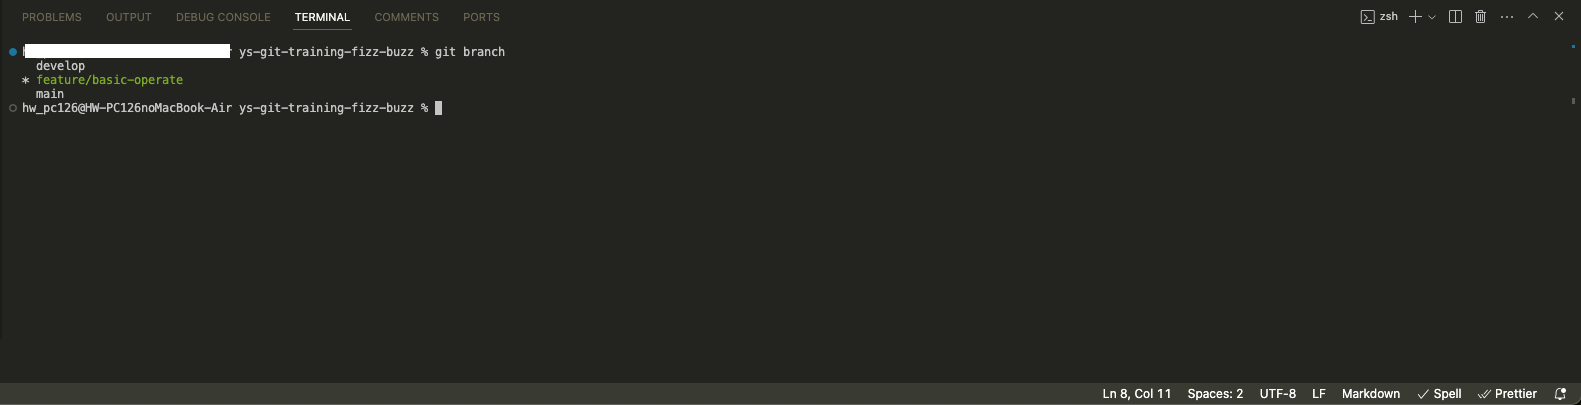 PROBLEMS OUTPUT DEBUG CONSOLE TERMINAL COMMENTS PORTS zsh
ys-git-training-fizz-buzz % git branch
develop
* feature/basic-operate
main
hw_pc126@HW-PC126noMacBook-Air ys-git-training-fizz-buzz %
Ln 8, Col 11 Spaces: 2 UTF-8 LF Markdown Spell Prettier